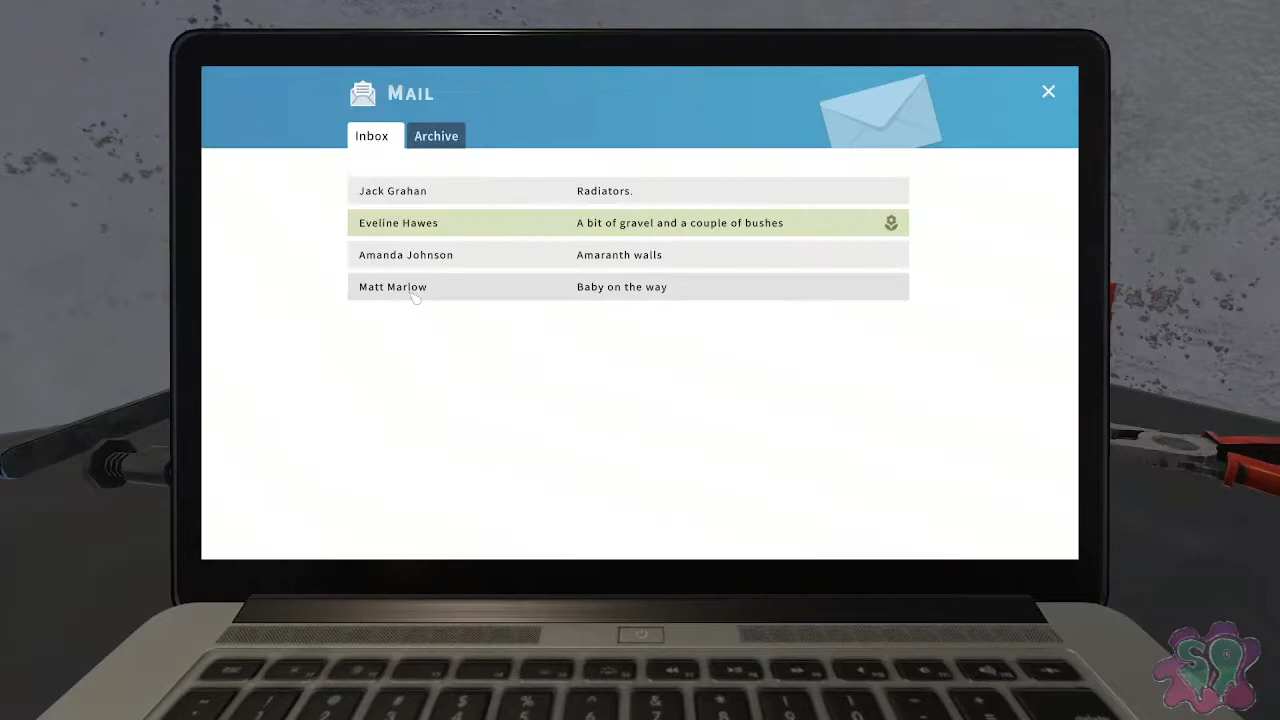 MAIL
Inbox Archive
Jack Grahan Radiators.
Eveline Hawes A bit of gravel and a couple of bushes
Amanda Johnson Amaranth walls
Matt Marlow Baby on the way